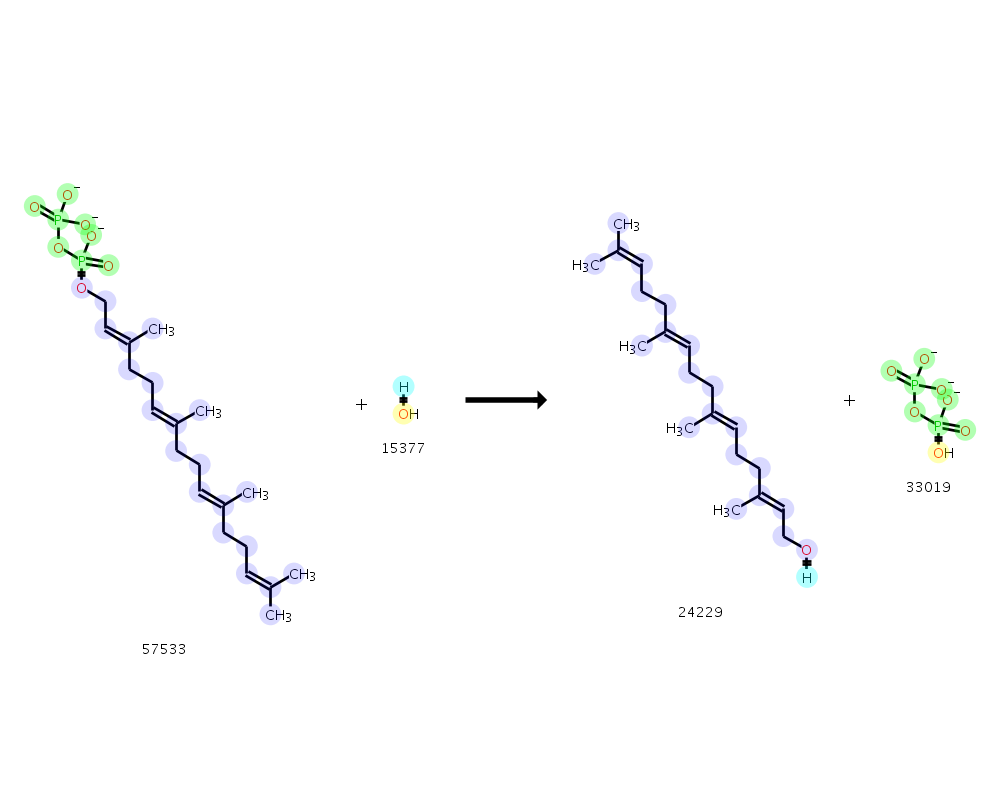 O O−
P O−
O−
O P O
O
CH3
CH3
CH3
CH3
CH3
57533
+
H
OH
15377
CH3
H3C
H3C
H3C
H3C
O
H
24229
+
O O−
P O−
O−
O P O
OH
33019